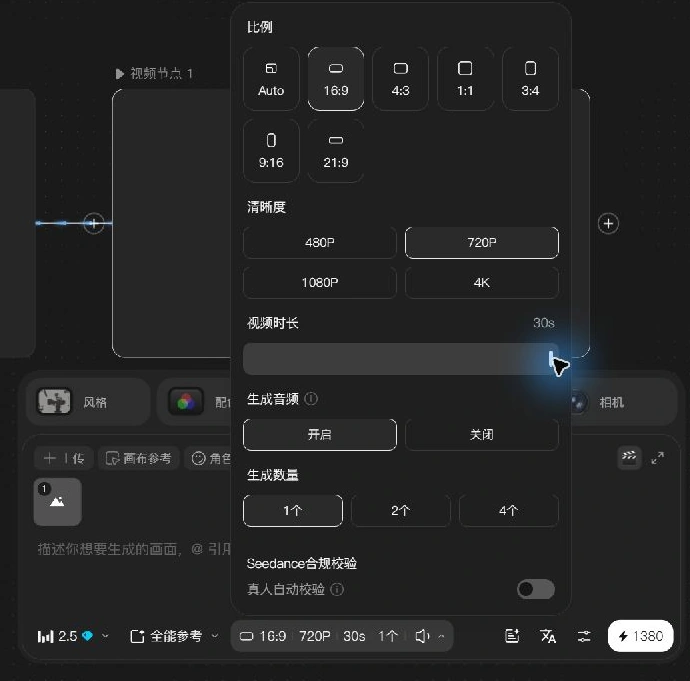 比例
Auto
16:9
4:3
1:1
3:4
9:16
21:9
视频节点 1
清晰度
480P
720P
1080P
4K
视频时长
30s
风格
相机
生成音频
开启
关闭
画布参考
角色
生成数量
1
1个
2个
4个
描述你想要生成的画面，@ 引用
Seedance合规校验
真人自动校验
2.5
全能参考
16:9
720P
30s
1个
1380